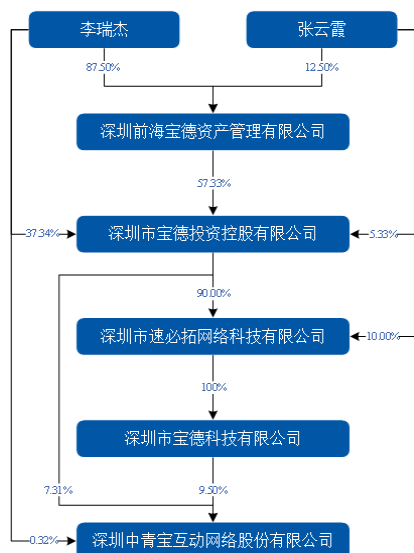 李瑞杰
张云霞
87.50%
12.50%
深圳前海宝德资产管理有限公司
57.33%
37.34%
深圳市宝德投资控股有限公司
5.33%
90.00%
深圳市速必拓网络科技有限公司
10.00%
100%
深圳市宝德科技有限公司
7.31%
9.50%
0.32%
深圳中青宝互动网络股份有限公司